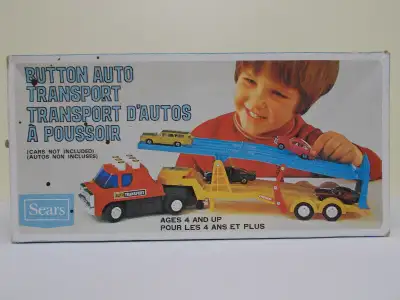 BUTTON AUTO
TRANSPORT
TRANSPORT D'AUTOS
À POUSSOIR
(CARS NOT INCLUDED)
(AUTOS NON INCLUSES)
TRANSPORT
Sears
AGES 4 AND UP
POUR LES 4 ANS ET PLUS